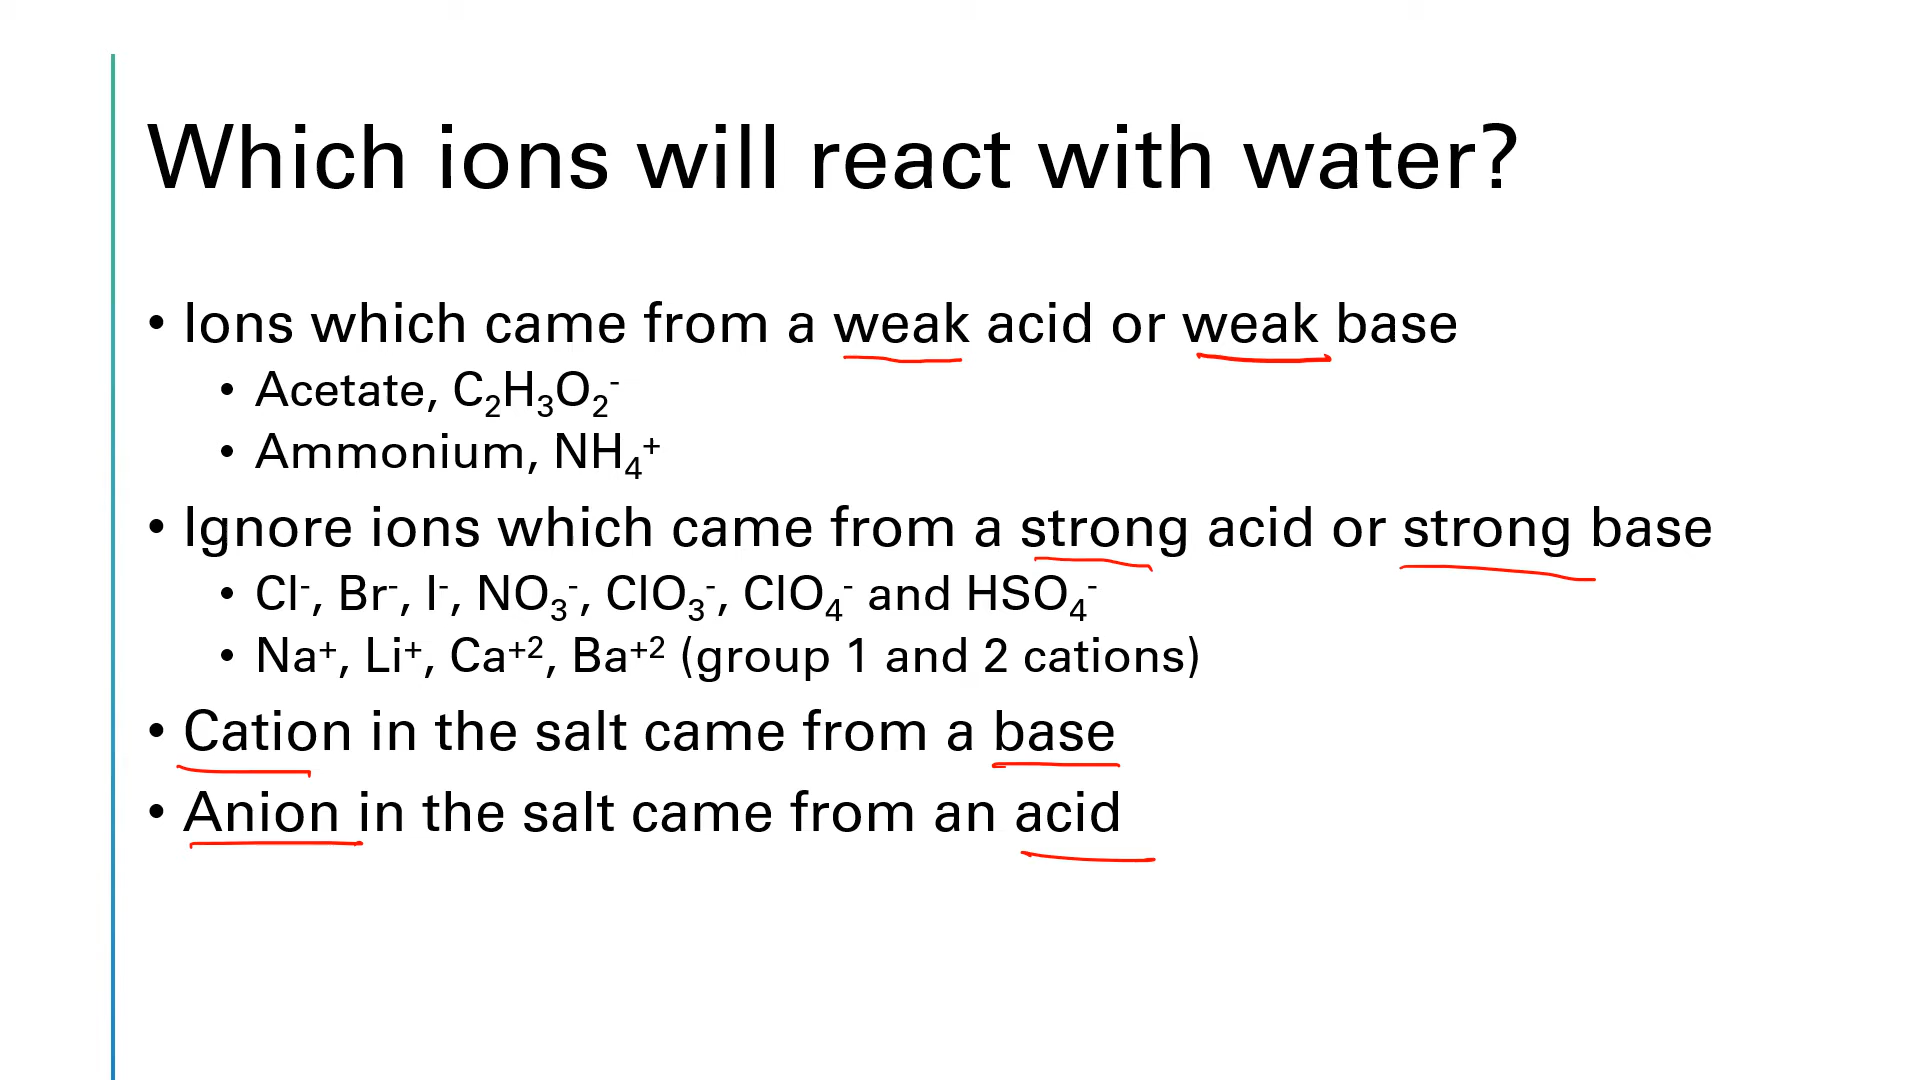 Which ions will react with water?
• Ions which came from a weak acid or weak base
• Acetate, C₂H₃O₂⁻
• Ammonium, NH₄⁺
• Ignore ions which came from a strong acid or strong base
• Cl⁻, Br⁻, I⁻, NO₃⁻, ClO₃⁻, ClO₄⁻ and HSO₄⁻
• Na⁺, Li⁺, Ca⁺², Ba⁺² (group 1 and 2 cations)
• Cation in the salt came from a base
• Anion in the salt came from an acid